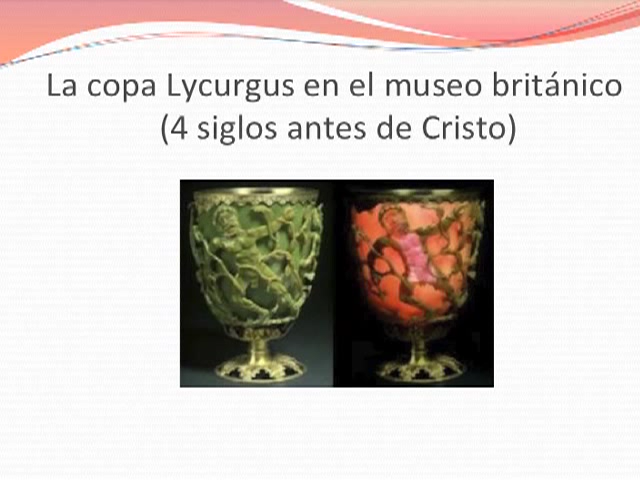 La copa Lycurgus en el museo británico
(4 siglos antes de Cristo)